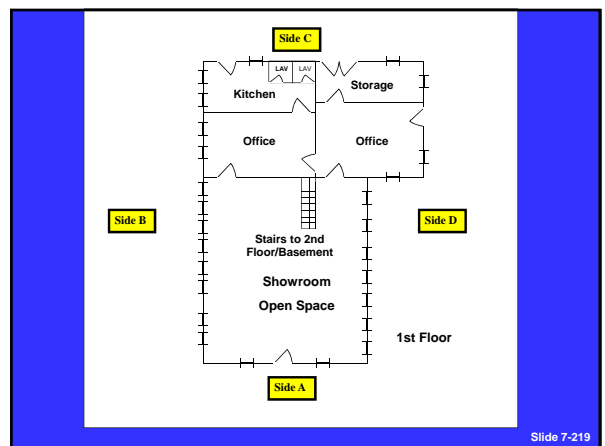 Side C
LAV LAV
Storage
Kitchen
Office Office
Side B
Side D
Stairs to 2nd
Floor/Basement
Showroom
Open Space
1st Floor
Side A
Slide 7-219